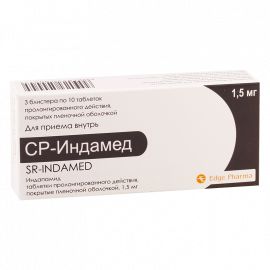 3 блистера по 10 таблеток
пролонгированного действия,
покрытых пленочной оболочкой
1,5 мг
Для приема внутрь
СР-Индамед
SR-INDAMED
Индапамид
таблетки пролонгированного действия,
покрытые пленочной оболочкой, 1,5 мг
Edge Pharma